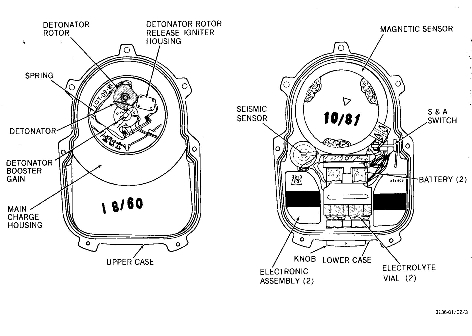 DETONATOR
ROTOR
DETONATOR ROTOR
RELEASE IGNITER
HOUSING
SPRING
DETONATOR
DETONATOR
BOOSTER
GAIN
MAIN
CHARGE
HOUSING
18/60
UPPER CASE
MAGNETIC SENSOR
SEISMIC
SENSOR
10/81
S & A
SWITCH
BATTERY (2)
KNOB
LOWER CASE
ELECTRONIC
ASSEMBLY (2)
ELECTROLYTE
VIAL (2)